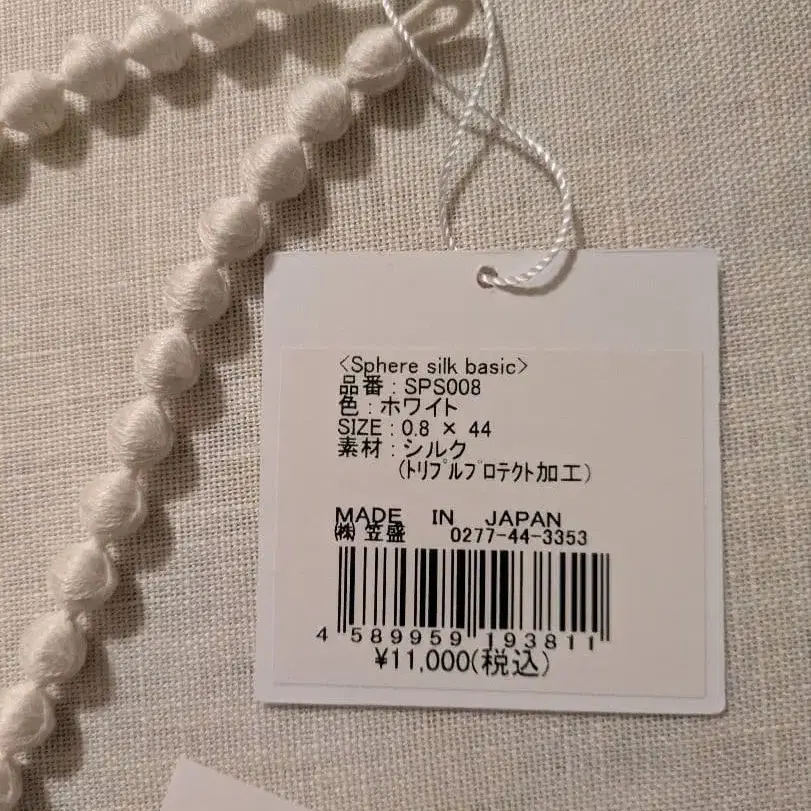 <Sphere silk basic>
品番 : SPS008
色 : ホワイト
SIZE : 0.8 × 44
素材 : シルク
(ﾄﾘﾌﾟﾙﾌﾟﾛﾃｸﾄ加工)
MADE IN JAPAN
㈱ 笠盛 0277-44-3353
4 589959 193811
¥11,000(税込)